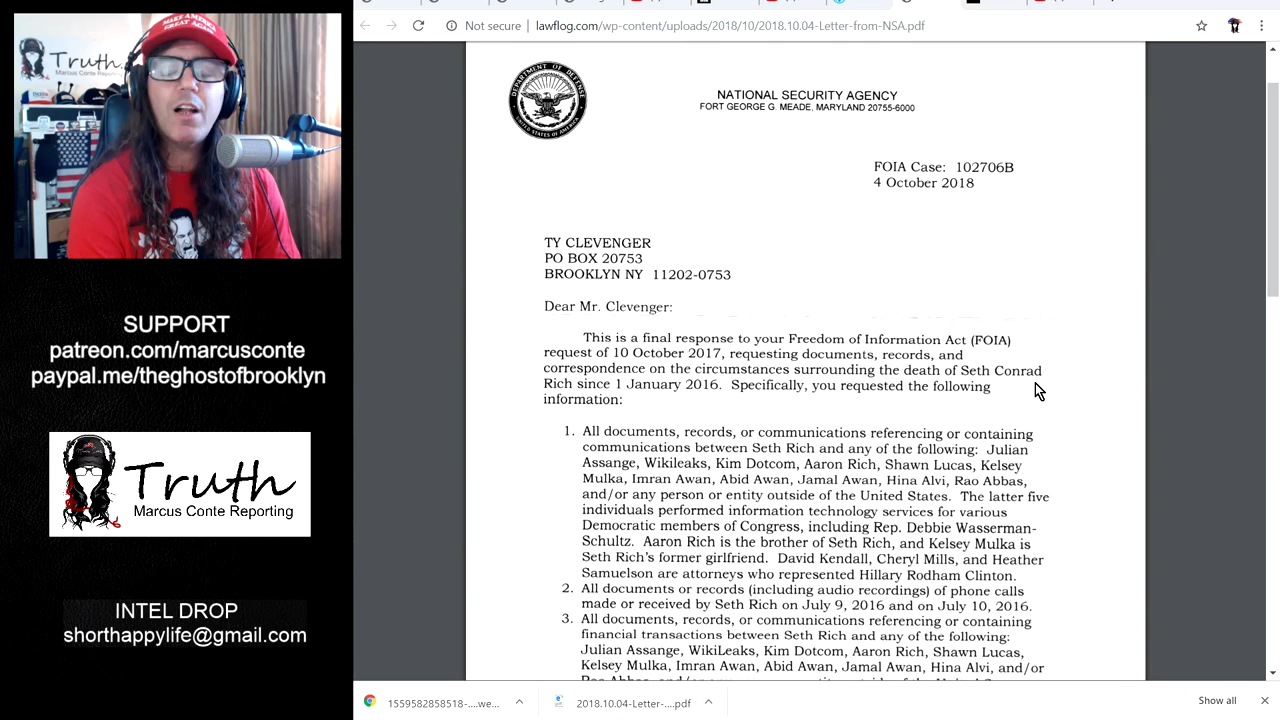 MAKE AMERICA
GREAT AGAIN
Truth
Marcus Conte Reporting
SUPPORT
patreon.com/marcusconte
paypal.me/theghostofbrooklyn
Truth
Marcus Conte Reporting
INTEL DROP
shorthappylife@gmail.com
Not secure | lawflog.com/wp-content/uploads/2018/10/2018.10.04-Letter-from-NSA.pdf
DEPARTMENT OF DEFENSE
UNITED STATES OF AMERICA
NATIONAL SECURITY AGENCY
FORT GEORGE G. MEADE, MARYLAND 20755-6000
FOIA Case: 102706B
4 October 2018
TY CLEVENGER
PO BOX 20753
BROOKLYN NY 11202-0753
Dear Mr. Clevenger:
This is a final response to your Freedom of Information Act (FOIA)
request of 10 October 2017, requesting documents, records, and
correspondence on the circumstances surrounding the death of Seth Conrad
Rich since 1 January 2016. Specifically, you requested the following
information:
1. All documents, records, or communications referencing or containing
communications between Seth Rich and any of the following: Julian
Assange, Wikileaks, Kim Dotcom, Aaron Rich, Shawn Lucas, Kelsey
Mulka, Imran Awan, Abid Awan, Jamal Awan, Hina Alvi, Rao Abbas,
and/or any person or entity outside of the United States. The latter five
individuals performed information technology services for various
Democratic members of Congress, including Rep. Debbie Wasserman-
Schultz. Aaron Rich is the brother of Seth Rich, and Kelsey Mulka is
Seth Rich's former girlfriend. David Kendall, Cheryl Mills, and Heather
Samuelson are attorneys who represented Hillary Rodham Clinton.
2. All documents or records (including audio recordings) of phone calls
made or received by Seth Rich on July 9, 2016 and on July 10, 2016.
3. All documents, records, or communications referencing or containing
financial transactions between Seth Rich and any of the following:
Julian Assange, WikiLeaks, Kim Dotcom, Aaron Rich, Shawn Lucas,
Kelsey Mulka, Imran Awan, Abid Awan, Jamal Awan, Hina Alvi, and/or
1559582858518-....we...
2018.10.04-Letter-....pdf
Show all